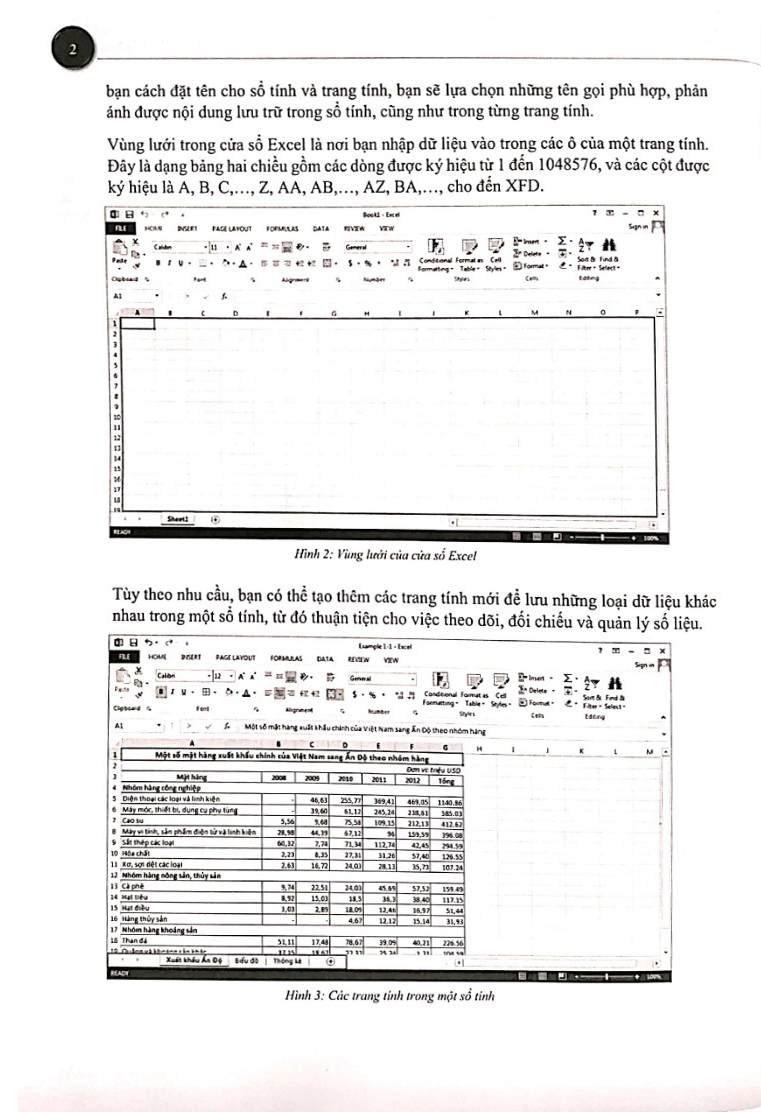 2
bạn cách đặt tên cho sổ tính và trang tính, bạn sẽ lựa chọn những tên gọi phù hợp, phản
ánh được nội dung lưu trữ trong sổ tính, cũng như trong từng trang tính.
Vùng lưới trong cửa sổ Excel là nơi bạn nhập dữ liệu vào trong các ô của một trang tính.
Đây là dạng bảng hai chiều gồm các dòng được ký hiệu từ 1 đến 1048576, và các cột được
ký hiệu là A, B, C,…, Z, AA, AB,…, AZ, BA,…, cho đến XFD.
Book1 - Excel
FILE HOME INSERT PAGE LAYOUT FORMULAS DATA REVIEW VIEW Sign in
Calibri 11 General Insert
Paste Conditional Format as Cell Delete Sort & Find &
Formatting Table Styles Format Filter Select
Clipboard Font Alignment Number Styles Cells Editing
A1
A B C D E F G H I J K L M N O P
1
2
3
4
5
6
7
8
9
10
11
12
13
14
15
16
17
18
19
Sheet1
READY 100%
Hình 2: Vùng lưới của cửa sổ Excel
Tùy theo nhu cầu, bạn có thể tạo thêm các trang tính mới để lưu những loại dữ liệu khác
nhau trong một sổ tính, từ đó thuận tiện cho việc theo dõi, đối chiếu và quản lý số liệu.
Example 1-1 - Excel
FILE HOME INSERT PAGE LAYOUT FORMULAS DATA REVIEW VIEW Sign in
Calibri 12 General Insert
Paste Conditional Format as Cell Delete Sort & Find &
Formatting Table Styles Format Filter Select
Clipboard Font Alignment Number Styles Cells Editing
A1 Một số mặt hàng xuất khẩu chính của Việt Nam sang Ấn Độ theo nhóm hàng
A B C D E F G H I J K L M
1 Một số mặt hàng xuất khẩu chính của Việt Nam sang Ấn Độ theo nhóm hàng
2 Đơn vị: triệu USD
3 Mặt hàng 2008 2009 2010 2011 2012 Tổng
4 Nhóm hàng công nghiệp
5 Điện thoại các loại và linh kiện - 46,63 255,77 369,41 469,05 1140.86
6 Máy móc, thiết bị, dụng cụ phụ tùng - 39,60 61,12 245,24 238,61 585.03
7 Cao su 5,56 9,68 75,58 109,15 212,13 412.62
8 Máy vi tính, sản phẩm điện tử và linh kiện 28,98 44,39 67,12 96 159,59 396.08
9 Sắt thép các loại 60,32 7,74 71,34 112,74 42,45 294.59
10 Hóa chất 2,23 8,35 27,31 31,26 57,40 126.55
11 Xơ, sợi dệt các loại 2,63 16,72 24,03 28,13 35,73 107.24
12 Nhóm hàng nông sản, thủy sản
13 Cà phê 9,74 22,51 24,03 45,69 57,52 159.49
14 Hạt tiêu 8,92 15,03 18,5 36,3 38,40 117.15
15 Hạt điều 1,03 2,89 18,09 12,46 16,97 51,44
16 Hàng thủy sản - - 4,67 12,12 15,14 31,93
17 Nhóm hàng khoáng sản
18 Than đá 51,11 17,48 78,67 39,09 40,21 226.56
19
Xuất khẩu Ấn Độ Biểu đồ Thống kê
READY 100%
Hình 3: Các trang tính trong một sổ tính